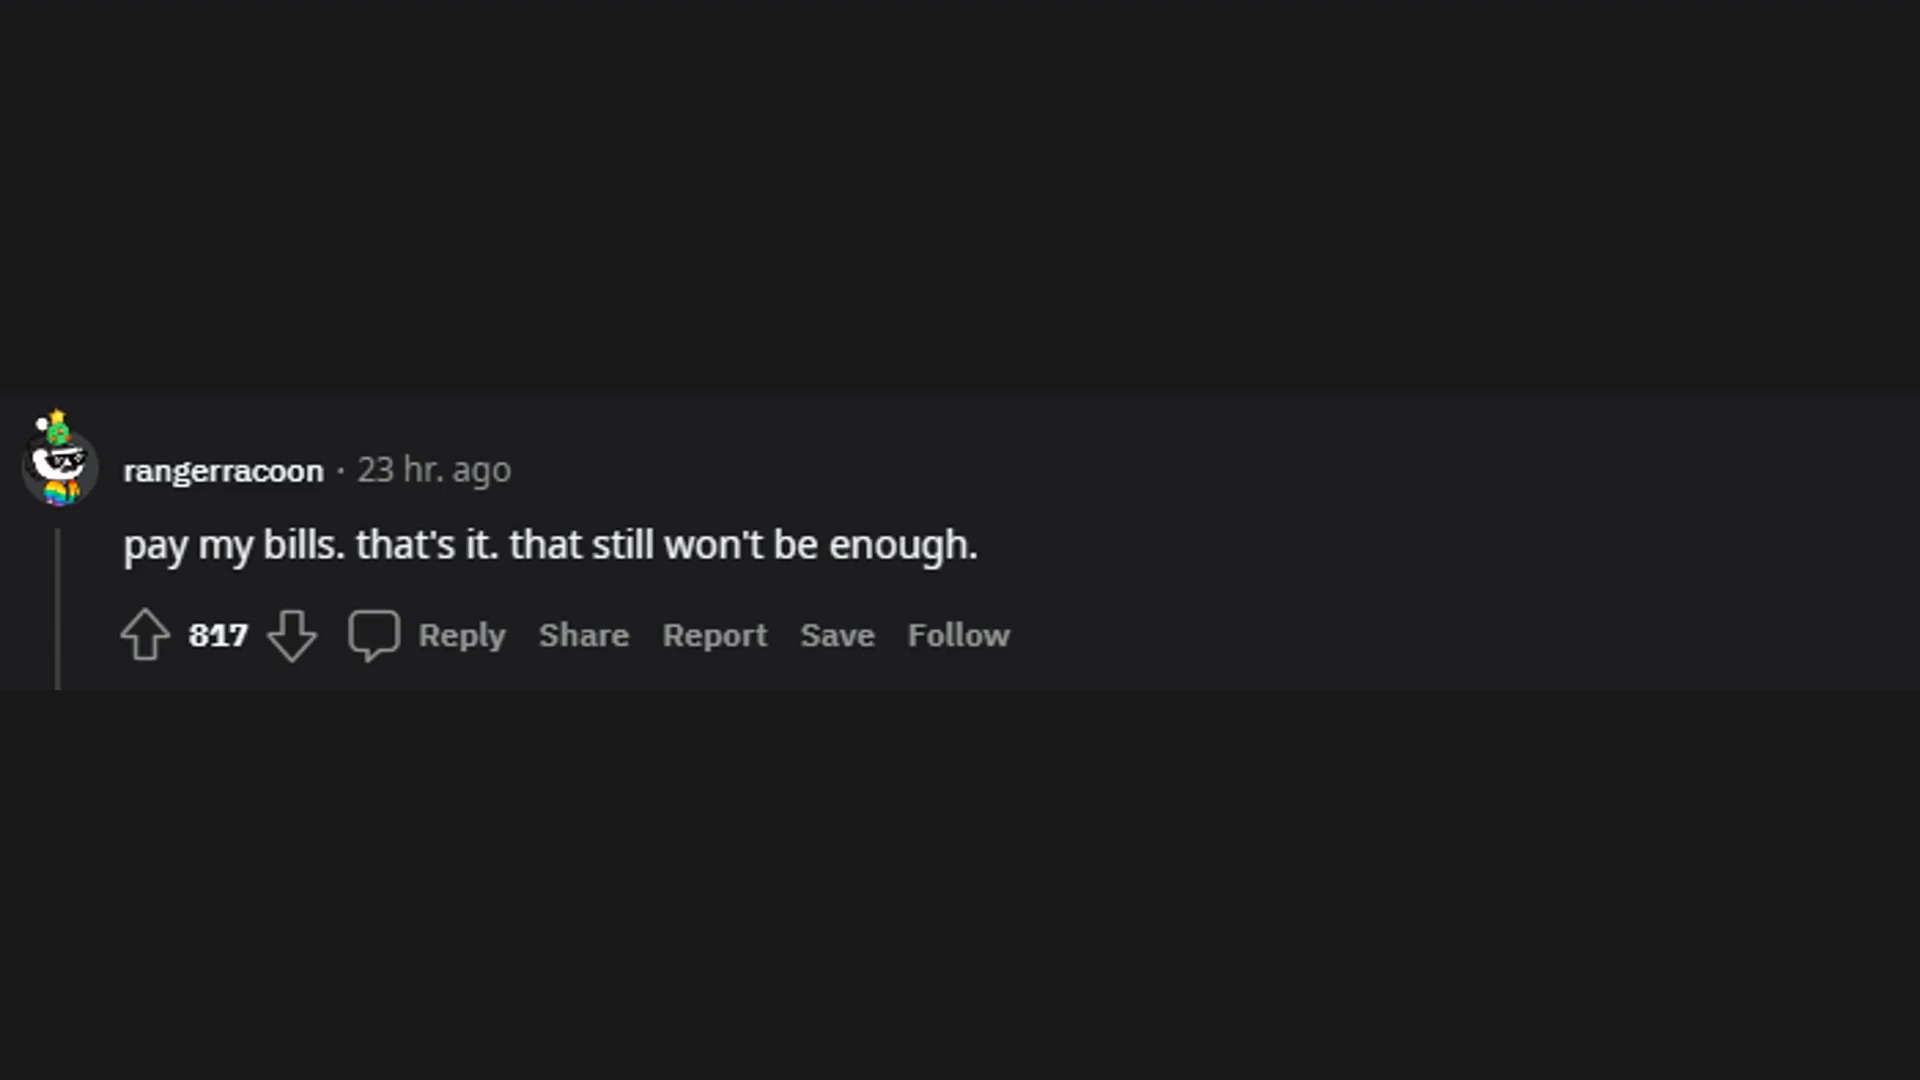 rangerracoon · 23 hr. ago
pay my bills. that's it. that still won't be enough.
817 Reply Share Report Save Follow